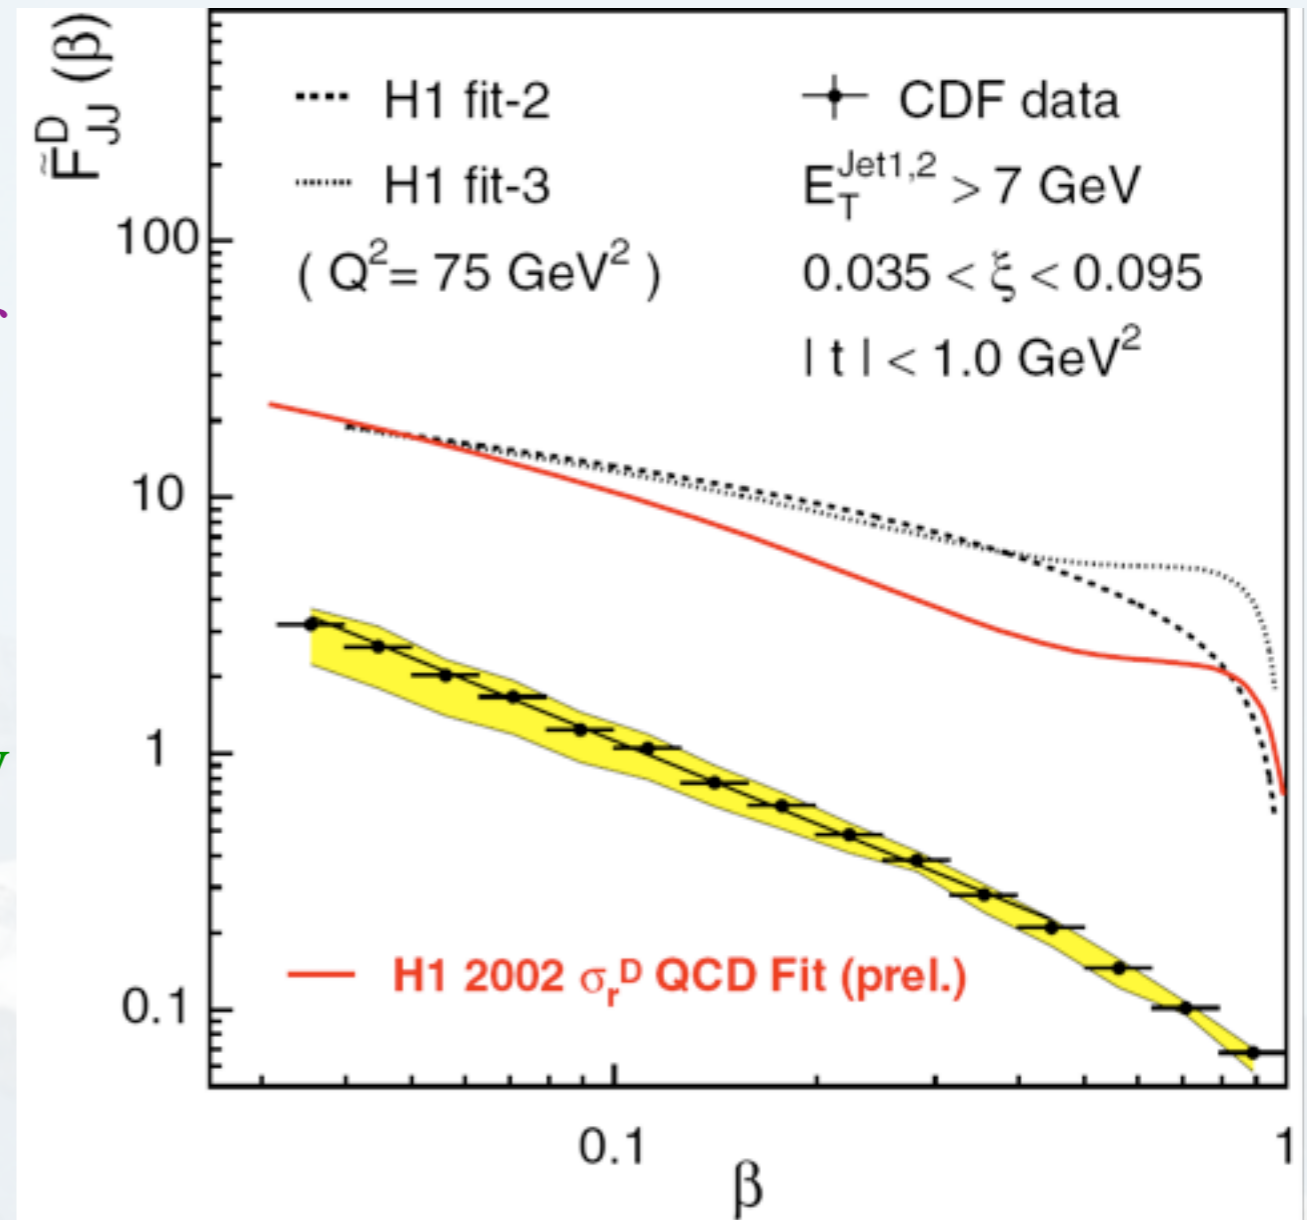 F̃ᴰJJ (β)
H1 fit-2
H1 fit-3
( Q²= 75 GeV² )
CDF data
E_T^Jet1,2 > 7 GeV
0.035 < ξ < 0.095
| t | < 1.0 GeV²
100
10
1
0.1
H1 2002 σ_r^D QCD Fit (prel.)
0.1
1
β